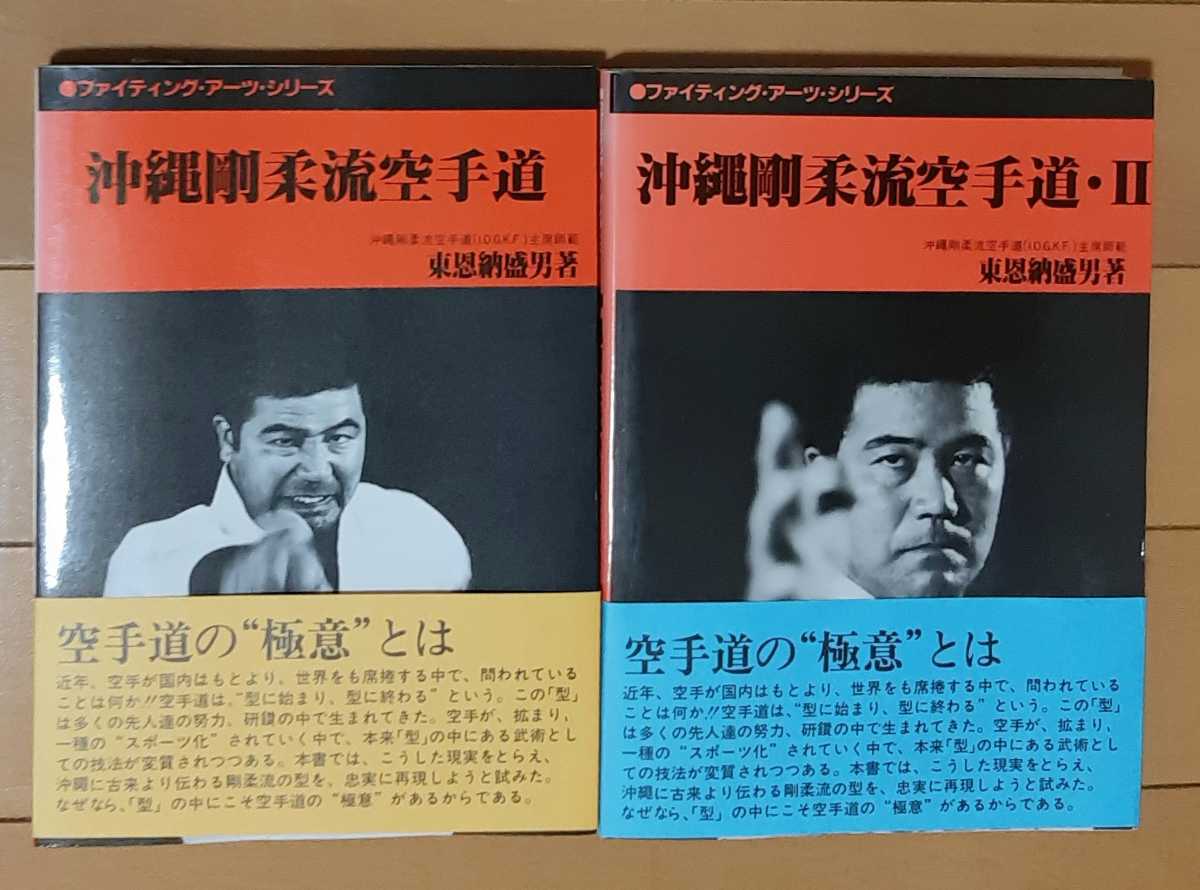 ●ファイティング・アーツ・シリーズ
沖縄剛柔流空手道
沖縄剛柔流空手道(I.O.G.K.F.)主席師範
東恩納盛男著
空手道の“極意”とは
近年、空手が国内はもとより、世界をも席捲する中で、問われている
ことは何か!!空手道は、“型に始まり、型に終わる”という。この「型」
は多くの先人達の努力、研鑽の中で生まれてきた。空手が、拡まり、
一種の“スポーツ化”されていく中で、本来「型」の中にある武術とし
ての技法が変質されつつある。本書では、こうした現実をとらえ、
沖縄に古来より伝わる剛柔流の型を、忠実に再現しようと試みた。
なぜなら、「型」の中にこそ空手道の“極意”があるからである。
●ファイティング・アーツ・シリーズ
沖縄剛柔流空手道・II
沖縄剛柔流空手道(I.O.G.K.F.)主席師範
東恩納盛男著
空手道の“極意”とは
近年、空手が国内はもとより、世界をも席捲する中で、問われている
ことは何か!!空手道は、“型に始まり、型に終わる”という。この「型」
は多くの先人達の努力、研鑽の中で生まれてきた。空手が、拡まり、
一種の“スポーツ化”されていく中で、本来「型」の中にある武術とし
ての技法が変質されつつある。本書では、こうした現実をとらえ、
沖縄に古来より伝わる剛柔流の型を、忠実に再現しようと試みた。
なぜなら、「型」の中にこそ空手道の“極意”があるからである。